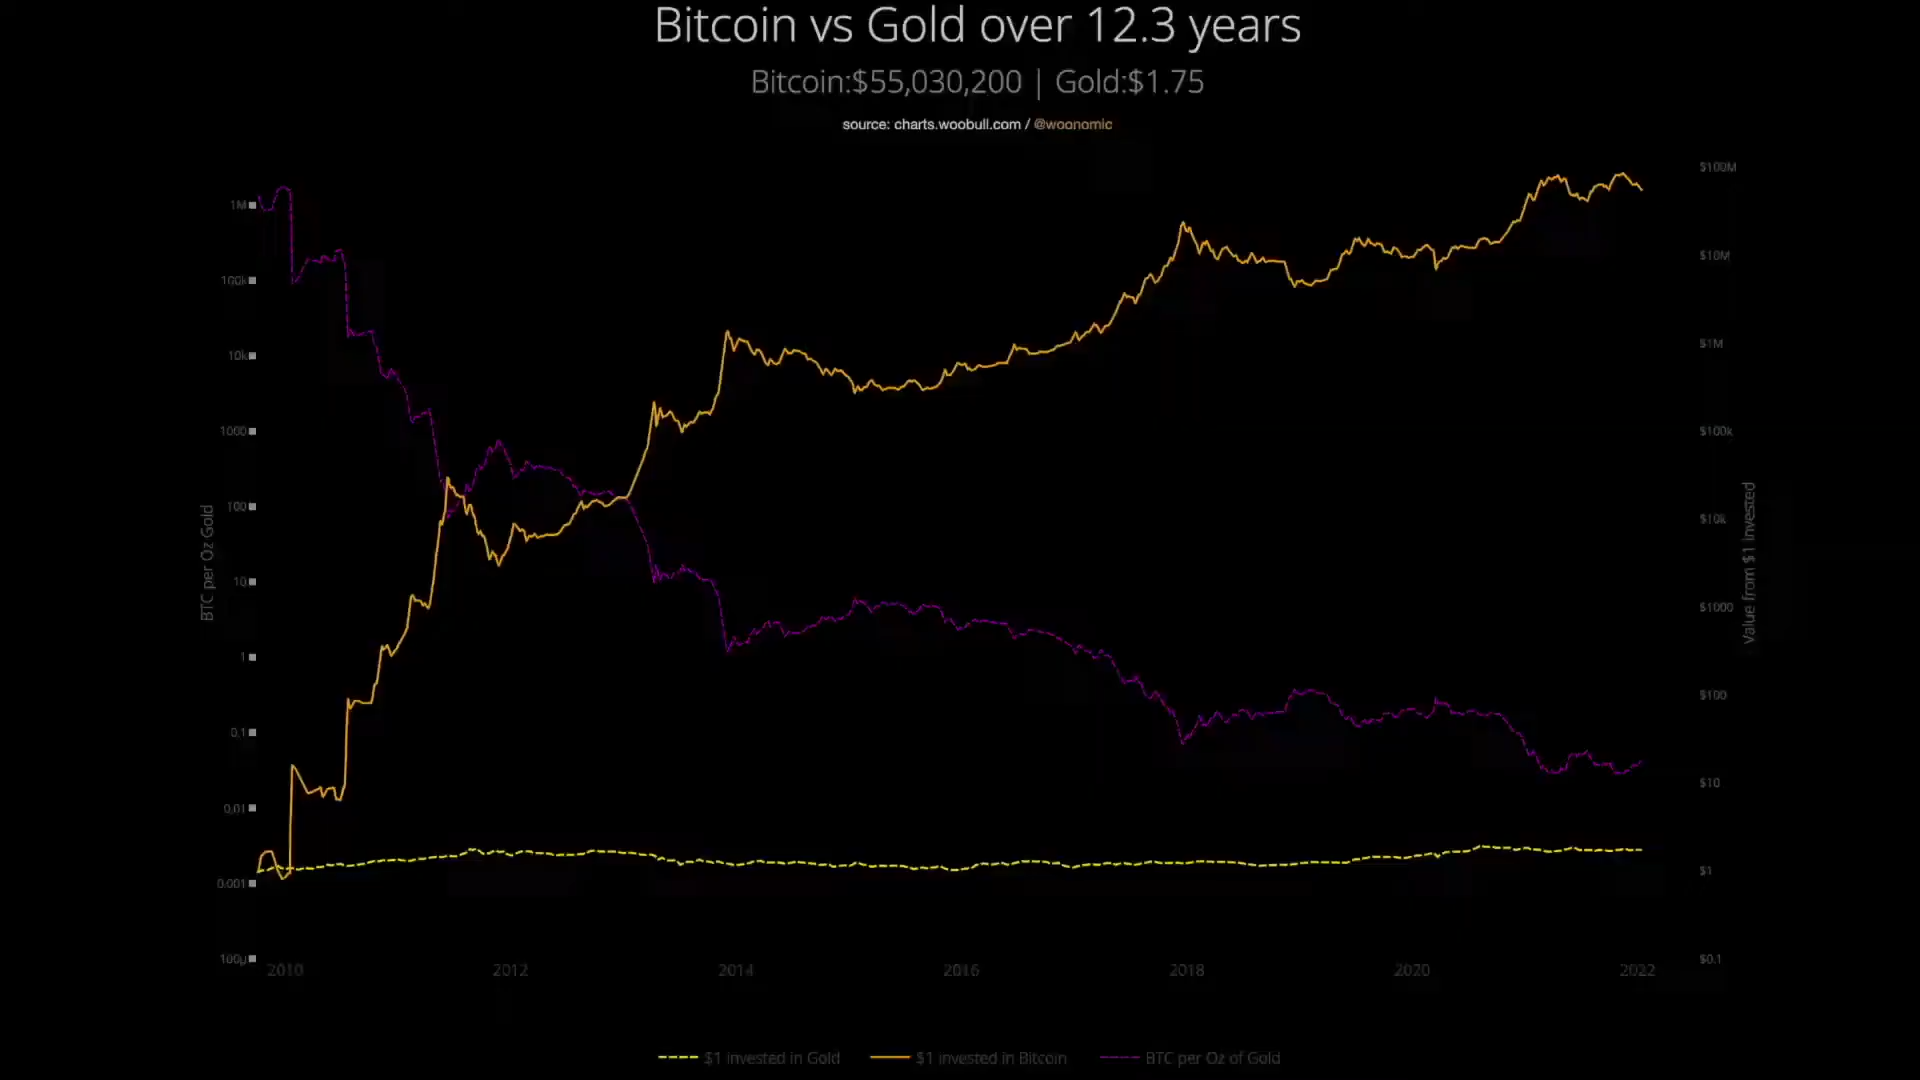 Bitcoin vs Gold over 12.3 years
Bitcoin:$55,030,200 | Gold:$1.75
source: charts.woobull.com / @woonomic
BTC per Oz Gold
1M
100k
10k
1000
100
10
1
0.1
0.01
0.001
100μ
$100M
$10M
$1M
$100k
$10k
$1000
$100
$10
$1
$0.1
Value from $1 invested
2010 2012 2014 2016 2018 2020 2022
$1 invested in Gold $1 invested in Bitcoin BTC per Oz of Gold